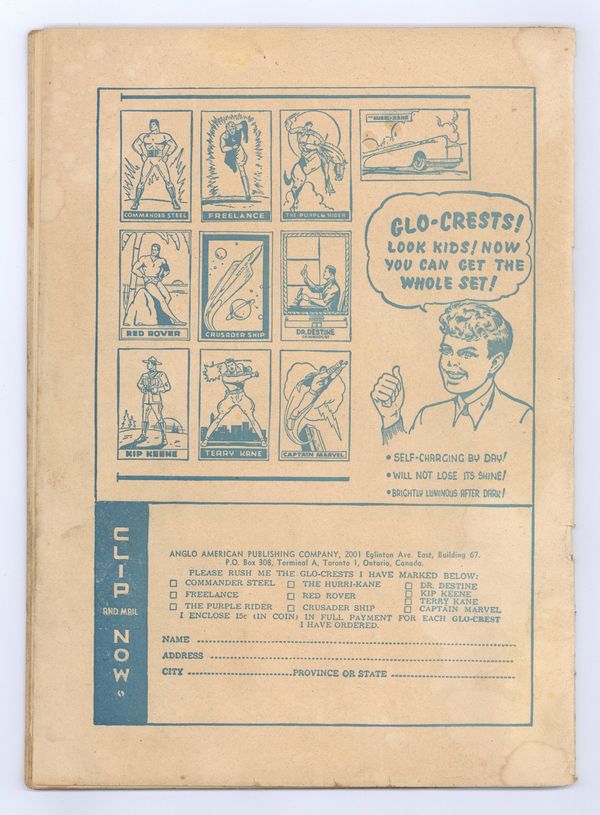 COMMANDER STEEL
FREELANCE
THE PURPLE RIDER
THE HURRI-KANE
GLO-CRESTS!
LOOK KIDS! NOW
YOU CAN GET THE
WHOLE SET!
RED ROVER
CRUSADER SHIP
DR. DESTINE
KIP KEENE
TERRY KANE
CAPTAIN MARVEL
• SELF-CHARGING BY DAY!
• WILL NOT LOSE ITS SHINE!
• BRIGHTLY LUMINOUS AFTER DARK!
CLIP
AND MAIL
NOW
ANGLO AMERICAN PUBLISHING COMPANY, 2001 Eglinton Ave. East, Building 67.
P.O. Box 308, Terminal A, Toronto 1, Ontario, Canada.
PLEASE RUSH ME THE GLO-CRESTS I HAVE MARKED BELOW:
□ COMMANDER STEEL □ THE HURRI-KANE □ DR. DESTINE
□ KIP KEENE
□ FREELANCE □ RED ROVER □ TERRY KANE
□ THE PURPLE RIDER □ CRUSADER SHIP □ CAPTAIN MARVEL
I ENCLOSE 15c (IN COIN) IN FULL PAYMENT FOR EACH GLO-CREST
I HAVE ORDERED.
NAME
ADDRESS
CITY PROVINCE OR STATE